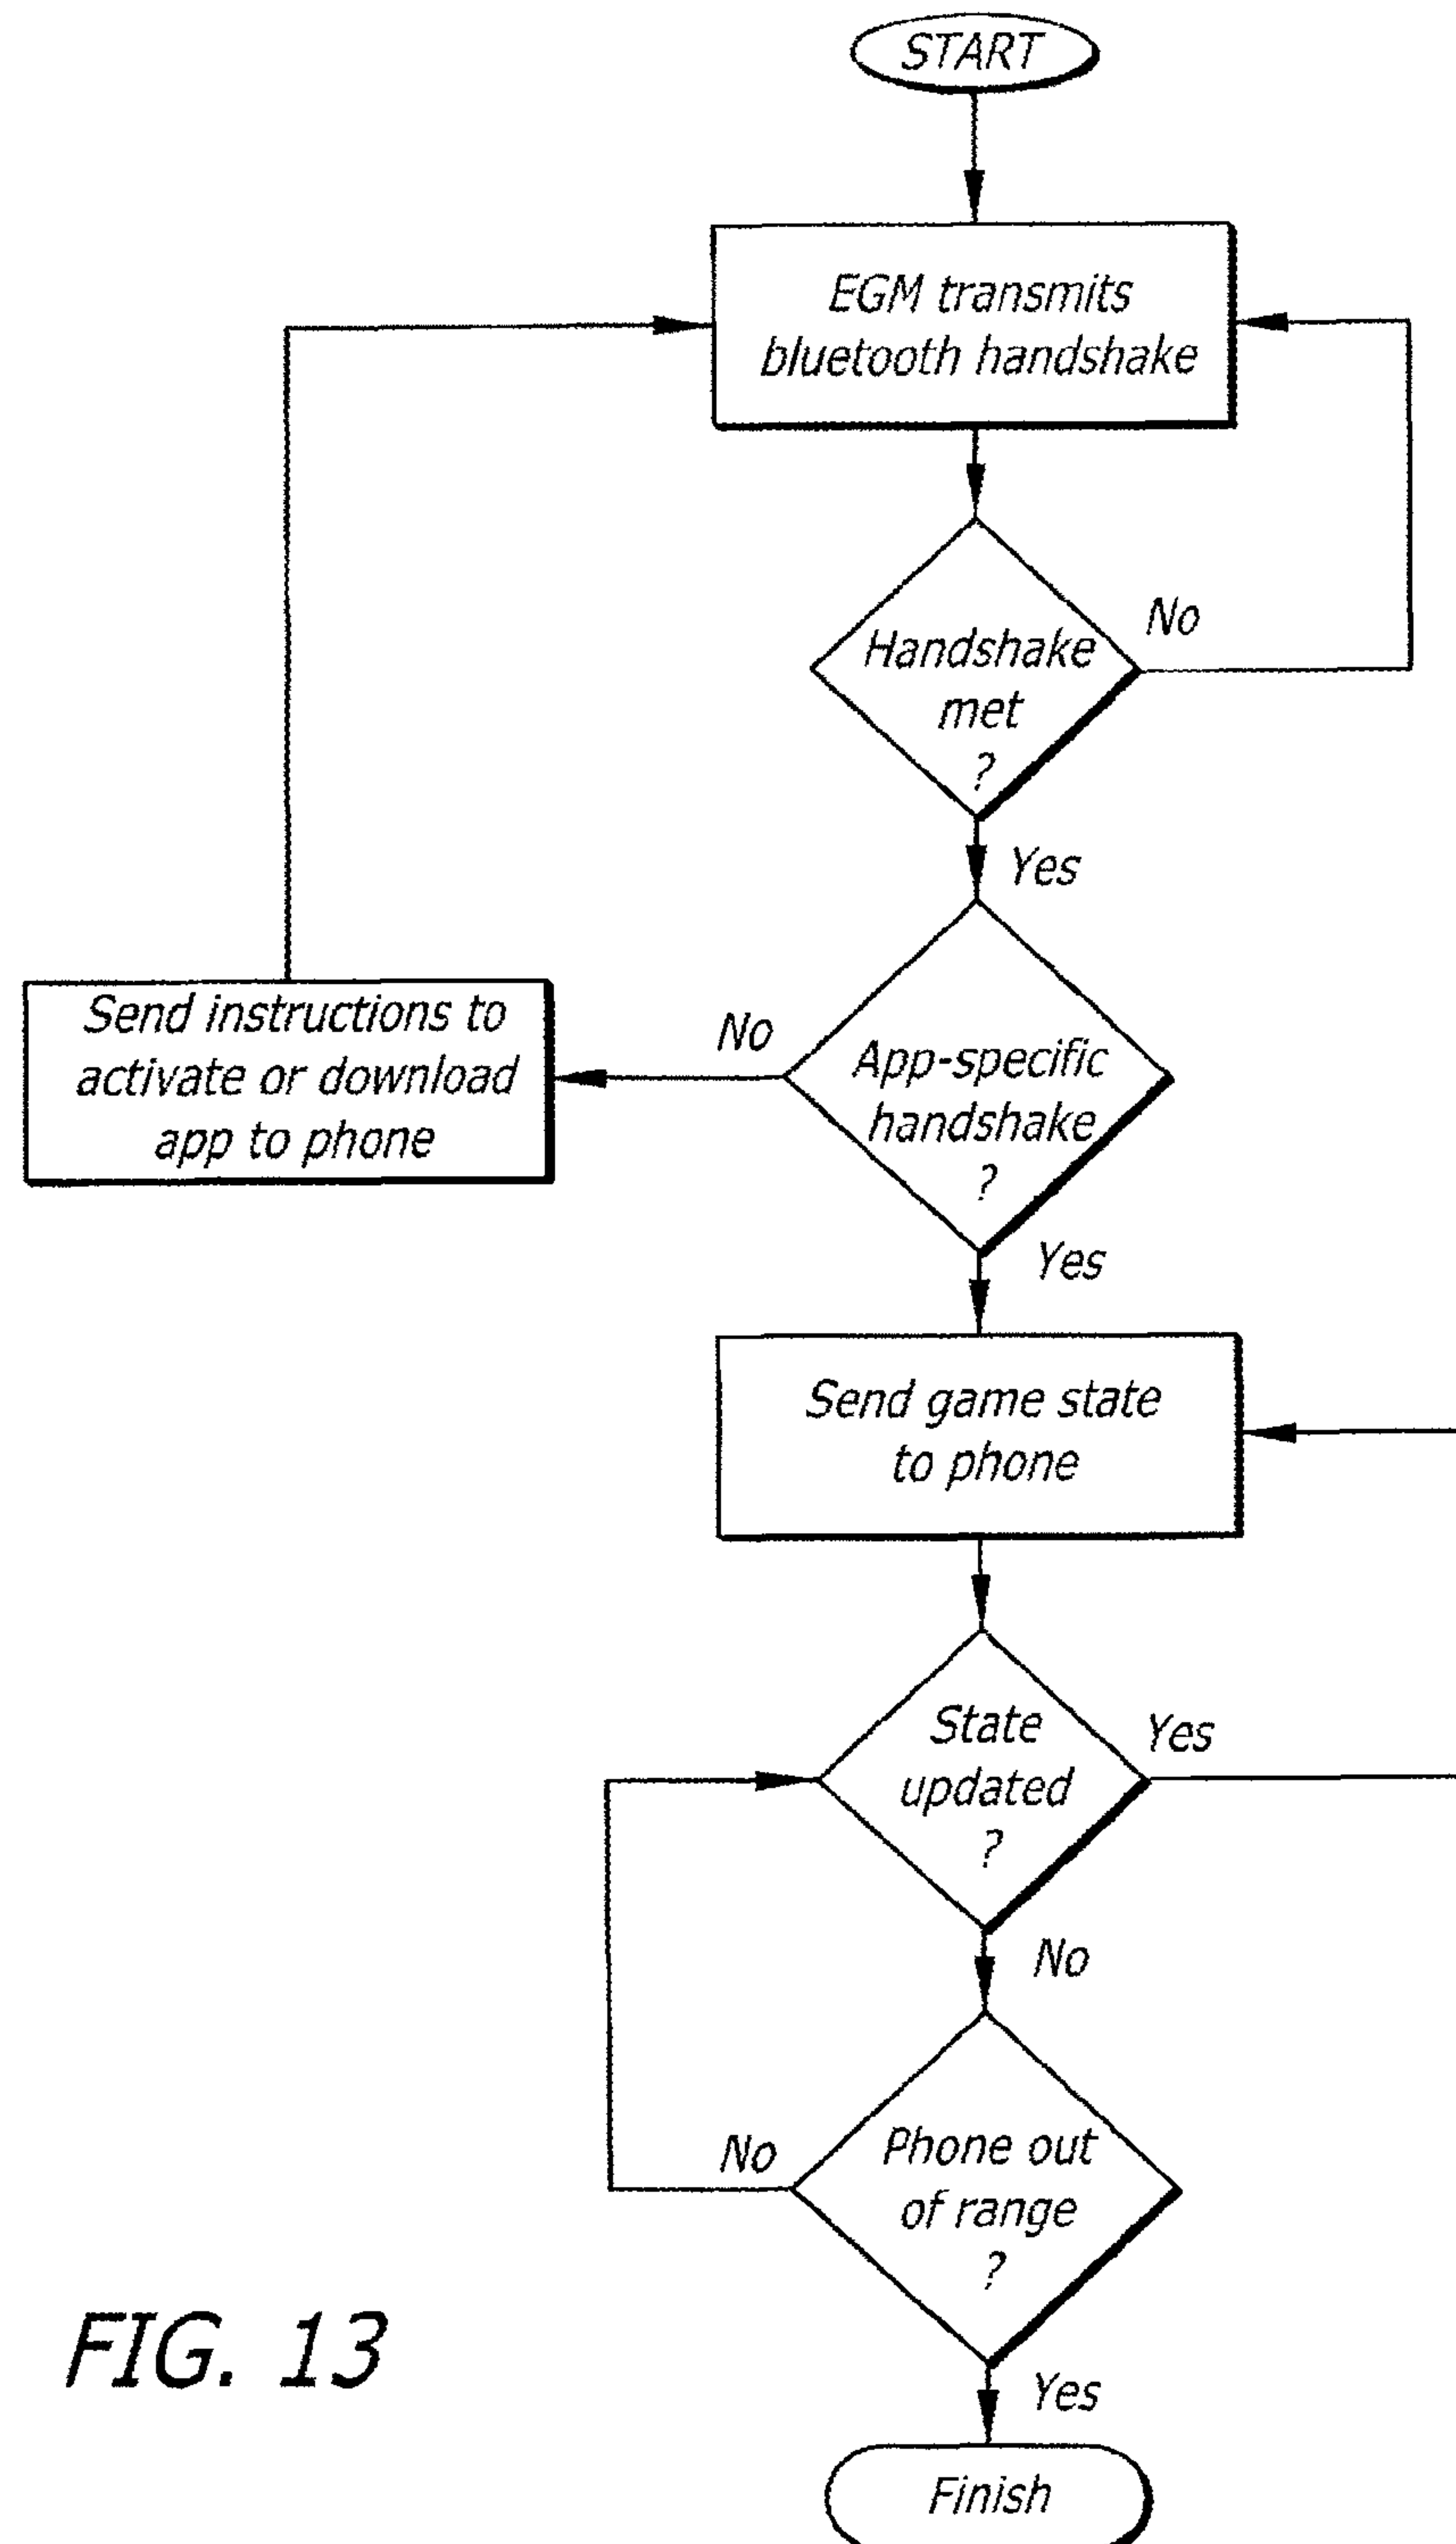 START
EGM transmits
bluetooth handshake
Handshake
met
?
No
Yes
App-specific
handshake
?
No
Send instructions to
activate or download
app to phone
Yes
Send game state
to phone
State
updated
?
Yes
No
Phone out
of range
?
No
Yes
Finish
FIG. 13